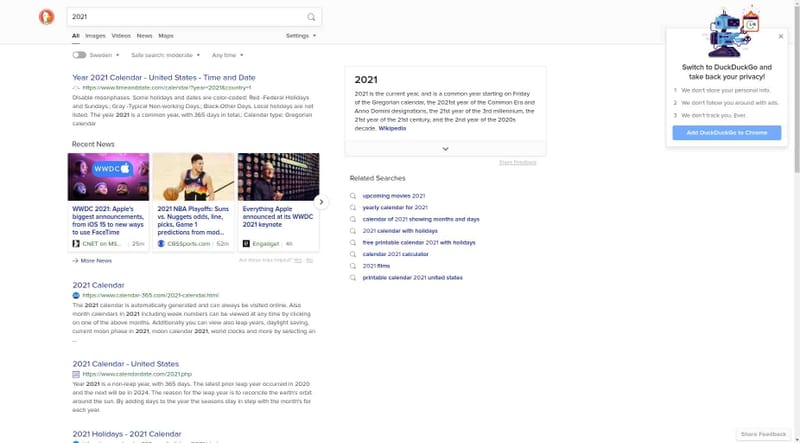 2021
All Images Videos News Maps Settings
Sweden Safe search: moderate Any time
Year 2021 Calendar - United States - Time and Date
https://www.timeanddate.com/calendar/?year=2021&country=1
Disable moonphases. Some holidays and dates are color-coded: Red -Federal Holidays
and Sundays.; Gray -Typical Non-working Days.; Black-Other Days. Local holidays are not
listed. The year 2021 is a common year, with 365 days in total.; Calendar type: Gregorian
calendar
Recent News
WWDC
WWDC 2021: Apple's
biggest announcements,
from iOS 15 to new ways
to use FaceTime
CNET on MS... 25m
2021 NBA Playoffs: Suns
vs. Nuggets odds, line,
picks, Game 1
predictions from mod...
CBSSports.com 52m
Everything Apple
announced at its WWDC
2021 keynote
Engadget 4h
More News
Are these links helpful? Yes No
2021 Calendar
https://www.calendar-365.com/2021-calendar.html
The 2021 calendar is automatically generated and can always be visited online. Also
month calendars in 2021 including week numbers can be viewed at any time by clicking
on one of the above months. Additionally you can view also leap years, daylight saving,
current moon phase in 2021, moon calendar 2021, world clocks and more by selecting an
...
2021 Calendar - United States
https://www.calendardate.com/2021.php
Year 2021 is a non-leap year, with 365 days. The latest prior leap year occurred in 2020
and the next will be in 2024. The reason for the leap year is to reconcile the earth's orbit
around the sun. By adding days to the year the seasons stay in step with the month's for
each year.
2021 Holidays - 2021 Calendar
2021
2021 is the current year, and is a common year starting on Friday
of the Gregorian calendar, the 2021st year of the Common Era and
Anno Domini designations, the 21st year of the 3rd millennium, the
21st year of the 21st century, and the 2nd year of the 2020s
decade. Wikipedia
Share Feedback
Related Searches
upcoming movies 2021
yearly calendar for 2021
calendar of 2021 showing months and days
2021 calendar with holidays
free printable calendar 2021 with holidays
calendar 2021 calculator
2021 films
printable calendar 2021 united states
Switch to DuckDuckGo and
take back your privacy!
1 We don't store your personal info.
2 We don't follow you around with ads.
3 We don't track you. Ever.
Add DuckDuckGo to Chrome
Share Feedback